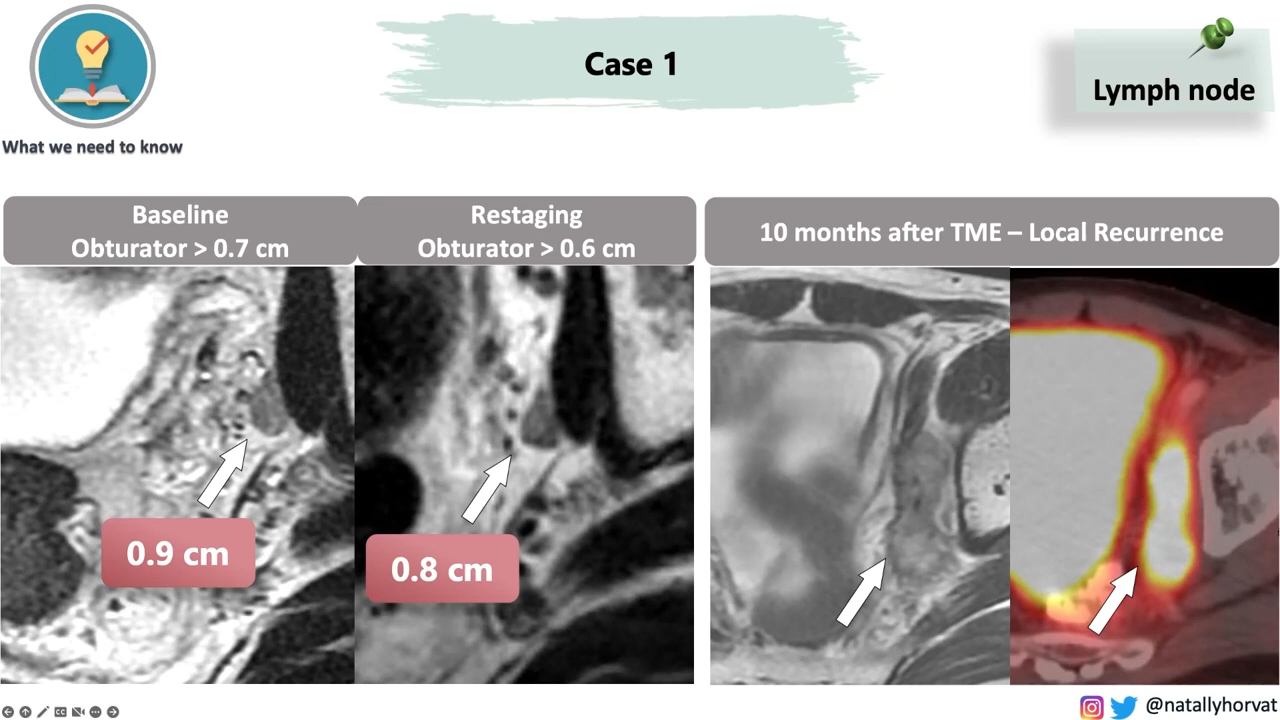 Case 1
Lymph node
What we need to know
Baseline
Obturator > 0.7 cm
Restaging
Obturator > 0.6 cm
10 months after TME – Local Recurrence
0.9 cm
0.8 cm
@natallyhorvat